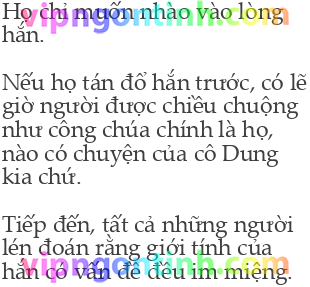 Họ chỉ muốn nhào vào lòng
hắn.
Nếu họ tán đổ hắn trước, có lẽ
giờ người được chiều chuộng
như công chúa chính là họ,
nào có chuyện của cô Dung
kia chứ.
Tiếp đến, tất cả những người
lén đoán rằng giới tính của
hắn có vấn đề đều im miệng.
vipngontinh.com
vipngontinh.com